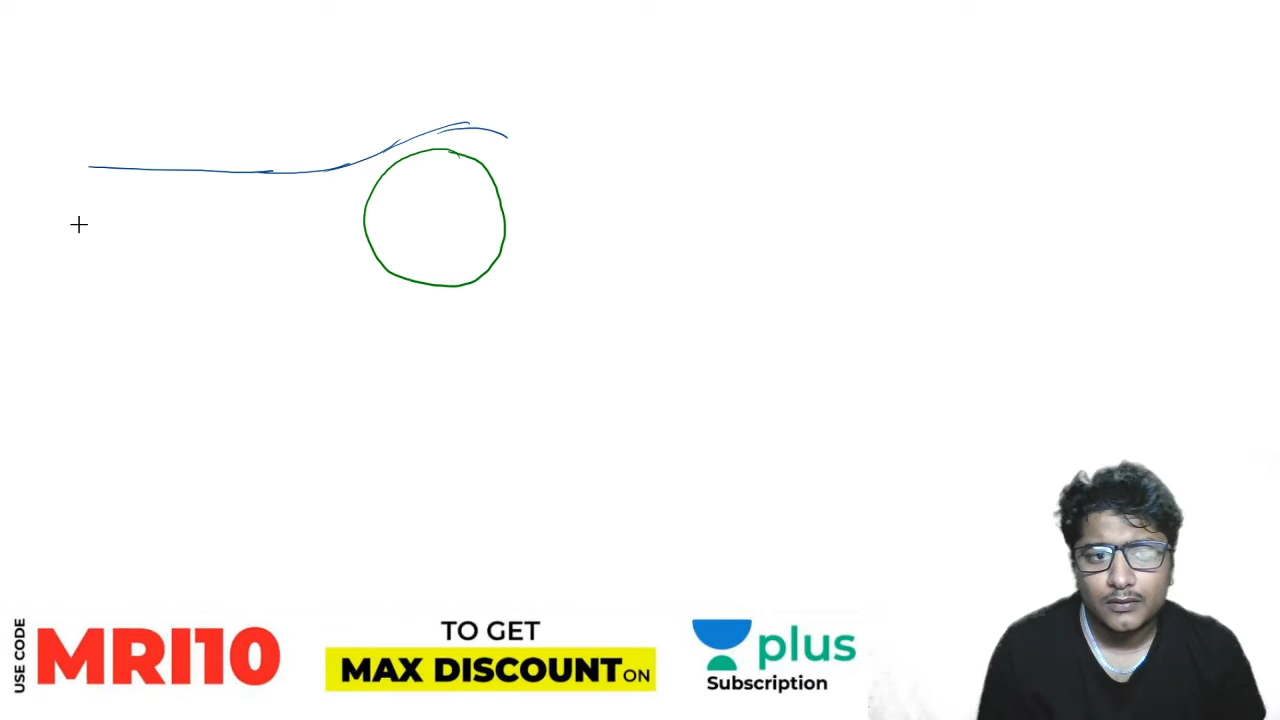 USE CODE
MRI10
TO GET
MAX DISCOUNT ON
plus
Subscription